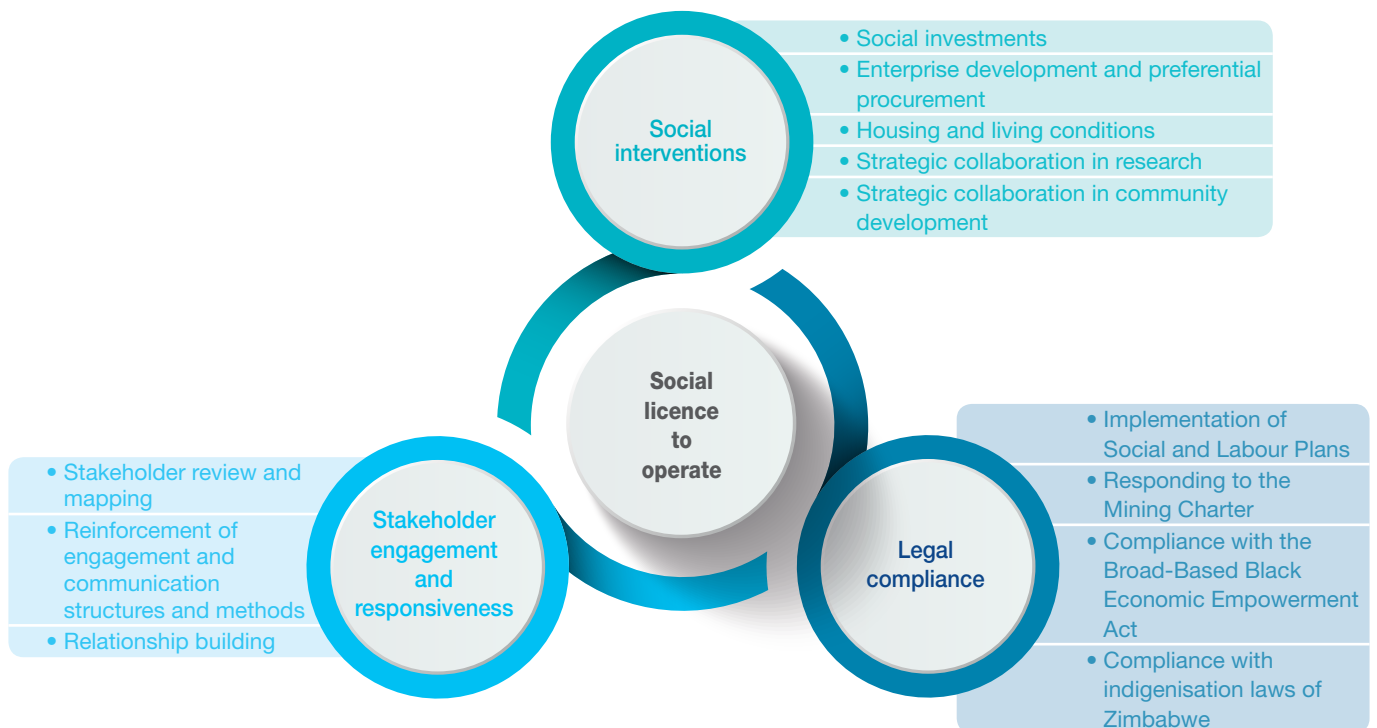 Social
interventions
• Social investments
• Enterprise development and preferential
procurement
• Housing and living conditions
• Strategic collaboration in research
• Strategic collaboration in community
development
Social
licence
to
operate
• Stakeholder review and
mapping
• Reinforcement of
engagement and
communication
structures and methods
• Relationship building
Stakeholder
engagement
and
responsiveness
Legal
compliance
• Implementation of
Social and Labour Plans
• Responding to the
Mining Charter
• Compliance with the
Broad-Based Black
Economic Empowerment
Act
• Compliance with
indigenisation laws of
Zimbabwe